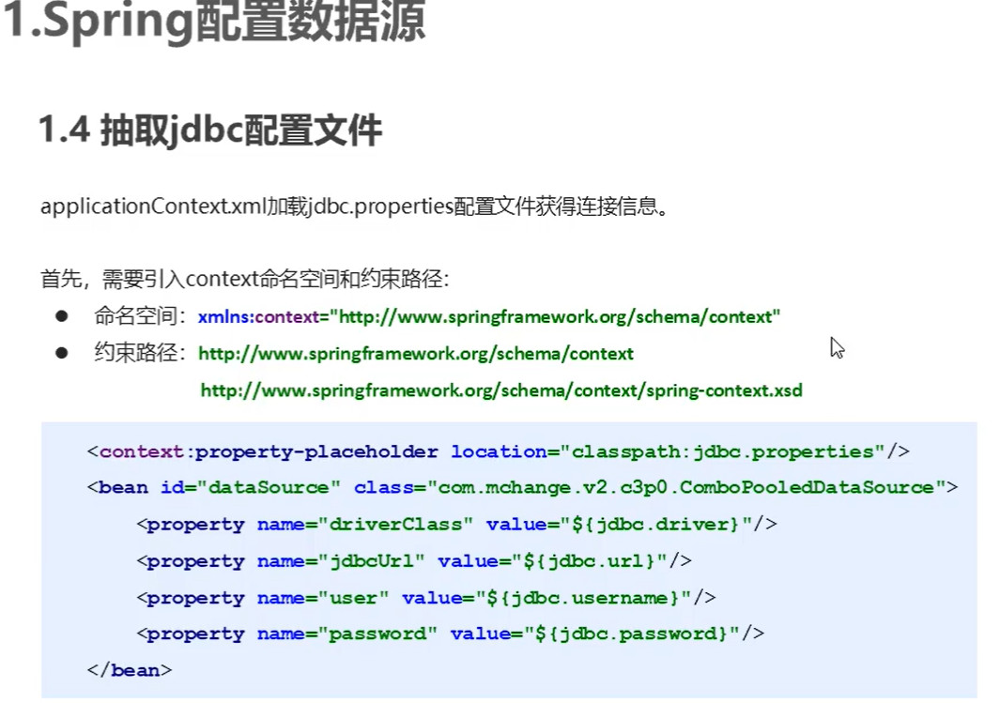 1.Spring配置数据源
1.4 抽取jdbc配置文件
applicationContext.xml加载jdbc.properties配置文件获得连接信息。
首先，需要引入context命名空间和约束路径：
● 命名空间：xmlns:context="http://www.springframework.org/schema/context"
● 约束路径：http://www.springframework.org/schema/context
http://www.springframework.org/schema/context/spring-context.xsd
<context:property-placeholder location="classpath:jdbc.properties"/>
<bean id="dataSource" class="com.mchange.v2.c3p0.ComboPooledDataSource">
<property name="driverClass" value="${jdbc.driver}"/>
<property name="jdbcUrl" value="${jdbc.url}"/>
<property name="user" value="${jdbc.username}"/>
<property name="password" value="${jdbc.password}"/>
</bean>